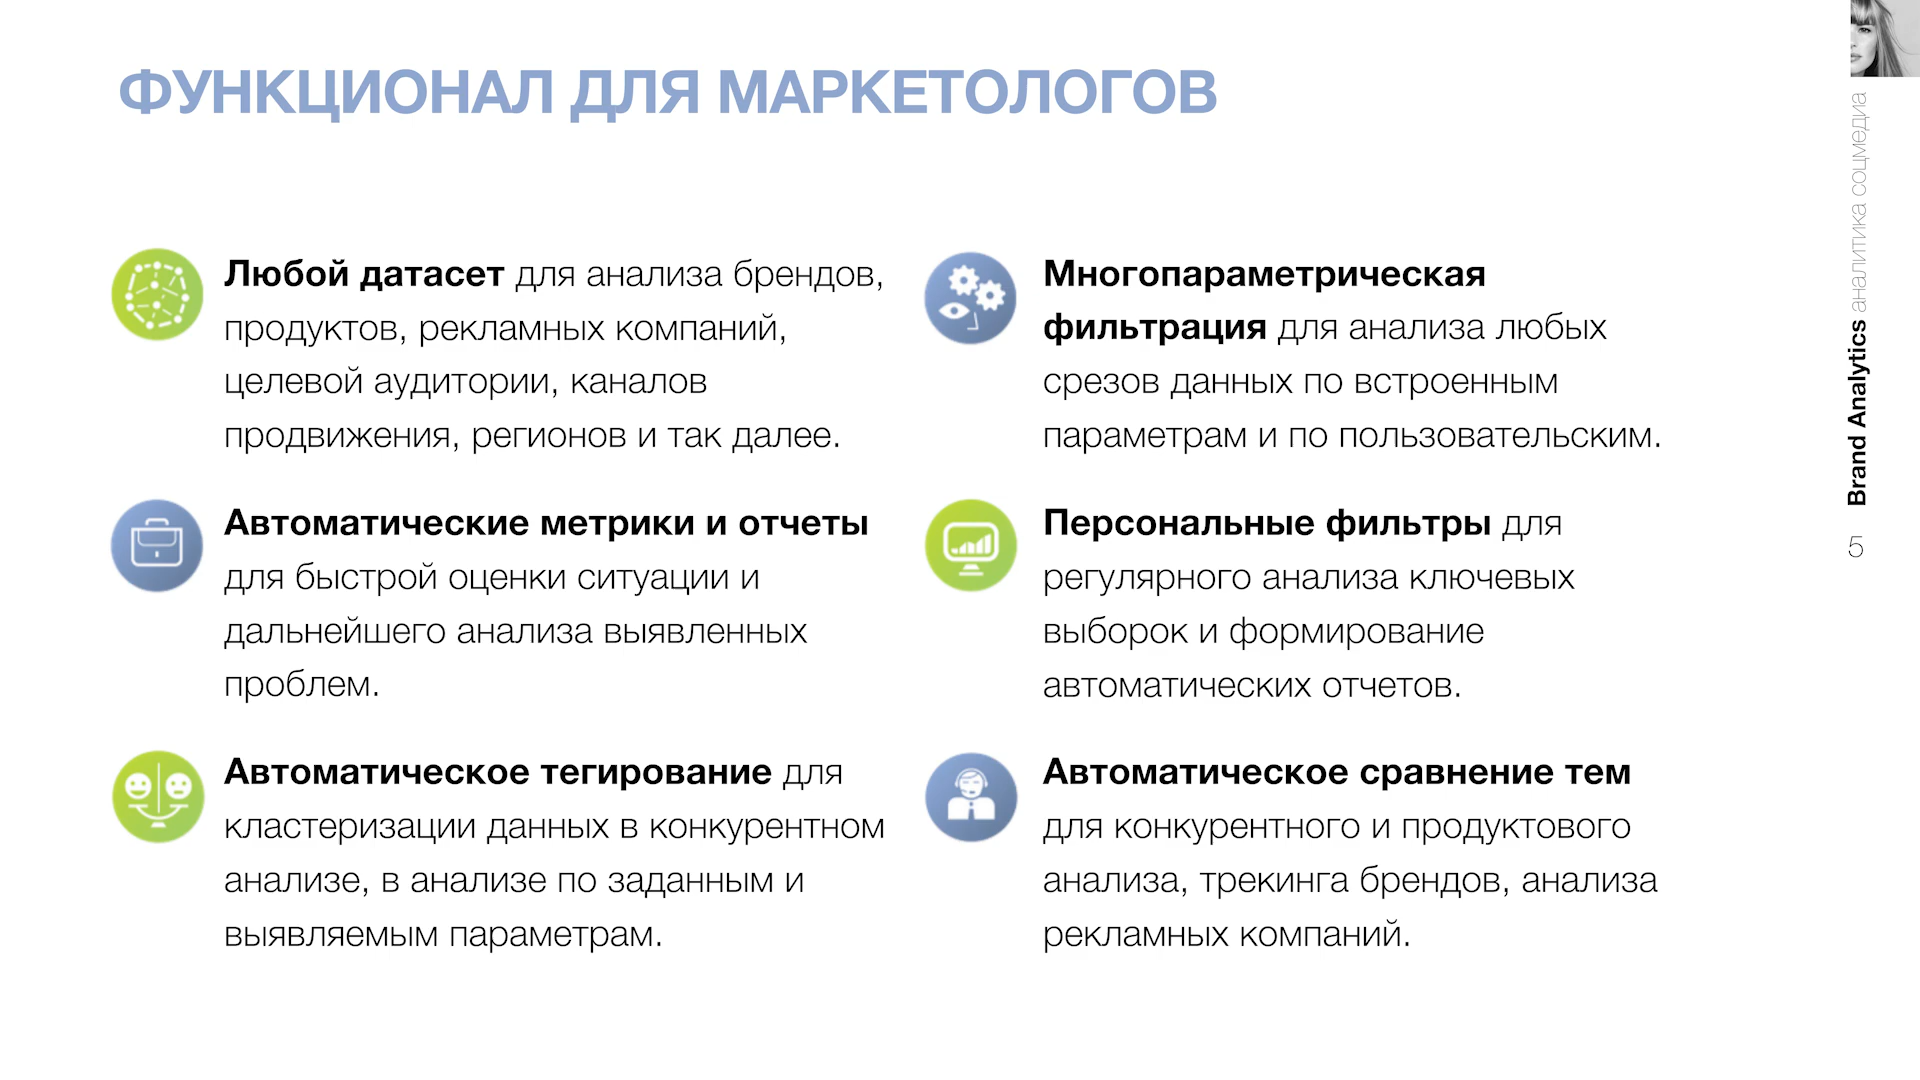 ФУНКЦИОНАЛ ДЛЯ МАРКЕТОЛОГОВ
Любой датасет для анализа брендов,
продуктов, рекламных компаний,
целевой аудитории, каналов
продвижения, регионов и так далее.
Автоматические метрики и отчеты
для быстрой оценки ситуации и
дальнейшего анализа выявленных
проблем.
Автоматическое тегирование для
кластеризации данных в конкурентном
анализе, в анализе по заданным и
выявляемым параметрам.
Многопараметрическая
фильтрация для анализа любых
срезов данных по встроенным
параметрам и по пользовательским.
Персональные фильтры для
регулярного анализа ключевых
выборок и формирование
автоматических отчетов.
Автоматическое сравнение тем
для конкурентного и продуктового
анализа, трекинга брендов, анализа
рекламных компаний.
Brand Analytics аналитика соцмедиа
5